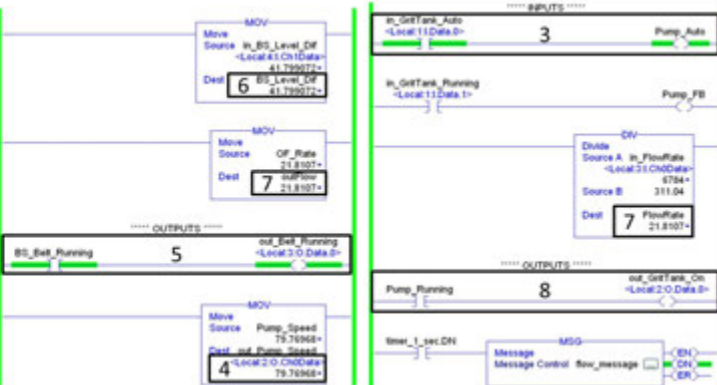 MOV
Move
Source in_BS_Level_Dif
<Local:4:I.Ch1Data>
41.799072+
Dest BS_Level_Dif
6 41.799072+
MOV
Move
Source OF_Rate
21.8107+
Dest outFlow
7 21.8107+
***** OUTPUTS *****
BS_Belt_Running 5 out_Belt_Running
<Local:3:O.Data.0>
MOV
Move
Source Pump_Speed
79.76968+
Dest out_Pump_Speed
4 <Local:2:O.Ch0Data>
79.76968+
***** INPUTS *****
in_GritTank_Auto
<Local:1:I.Data.0> 3 Pump_Auto
in_GritTank_Running
<Local:1:I.Data.1> Pump_FB
DIV
Divide
Source A in_FlowRate
<Local:3:I.Ch0Data>
6784+
Source B 311.04
Dest 7 FlowRate
21.8107+
***** OUTPUTS *****
Pump_Running 8 out_GritTank_On
<Local:2:O.Data.0>
timer_1_sec.DN
MSG
Message
Message Control flow_message ...
EN
DN
ER